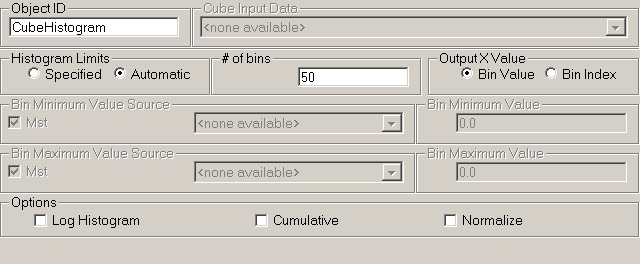 Object ID
Cube Input Data
CubeHistogram
<none available>
Histogram Limits
# of bins
Output X Value
Specified
Automatic
50
Bin Value
Bin Index
Bin Minimum Value Source
Bin Minimum Value
Mst
<none available>
0.0
Bin Maximum Value Source
Bin Maximum Value
Mst
<none available>
0.0
Options
Log Histogram
Cumulative
Normalize